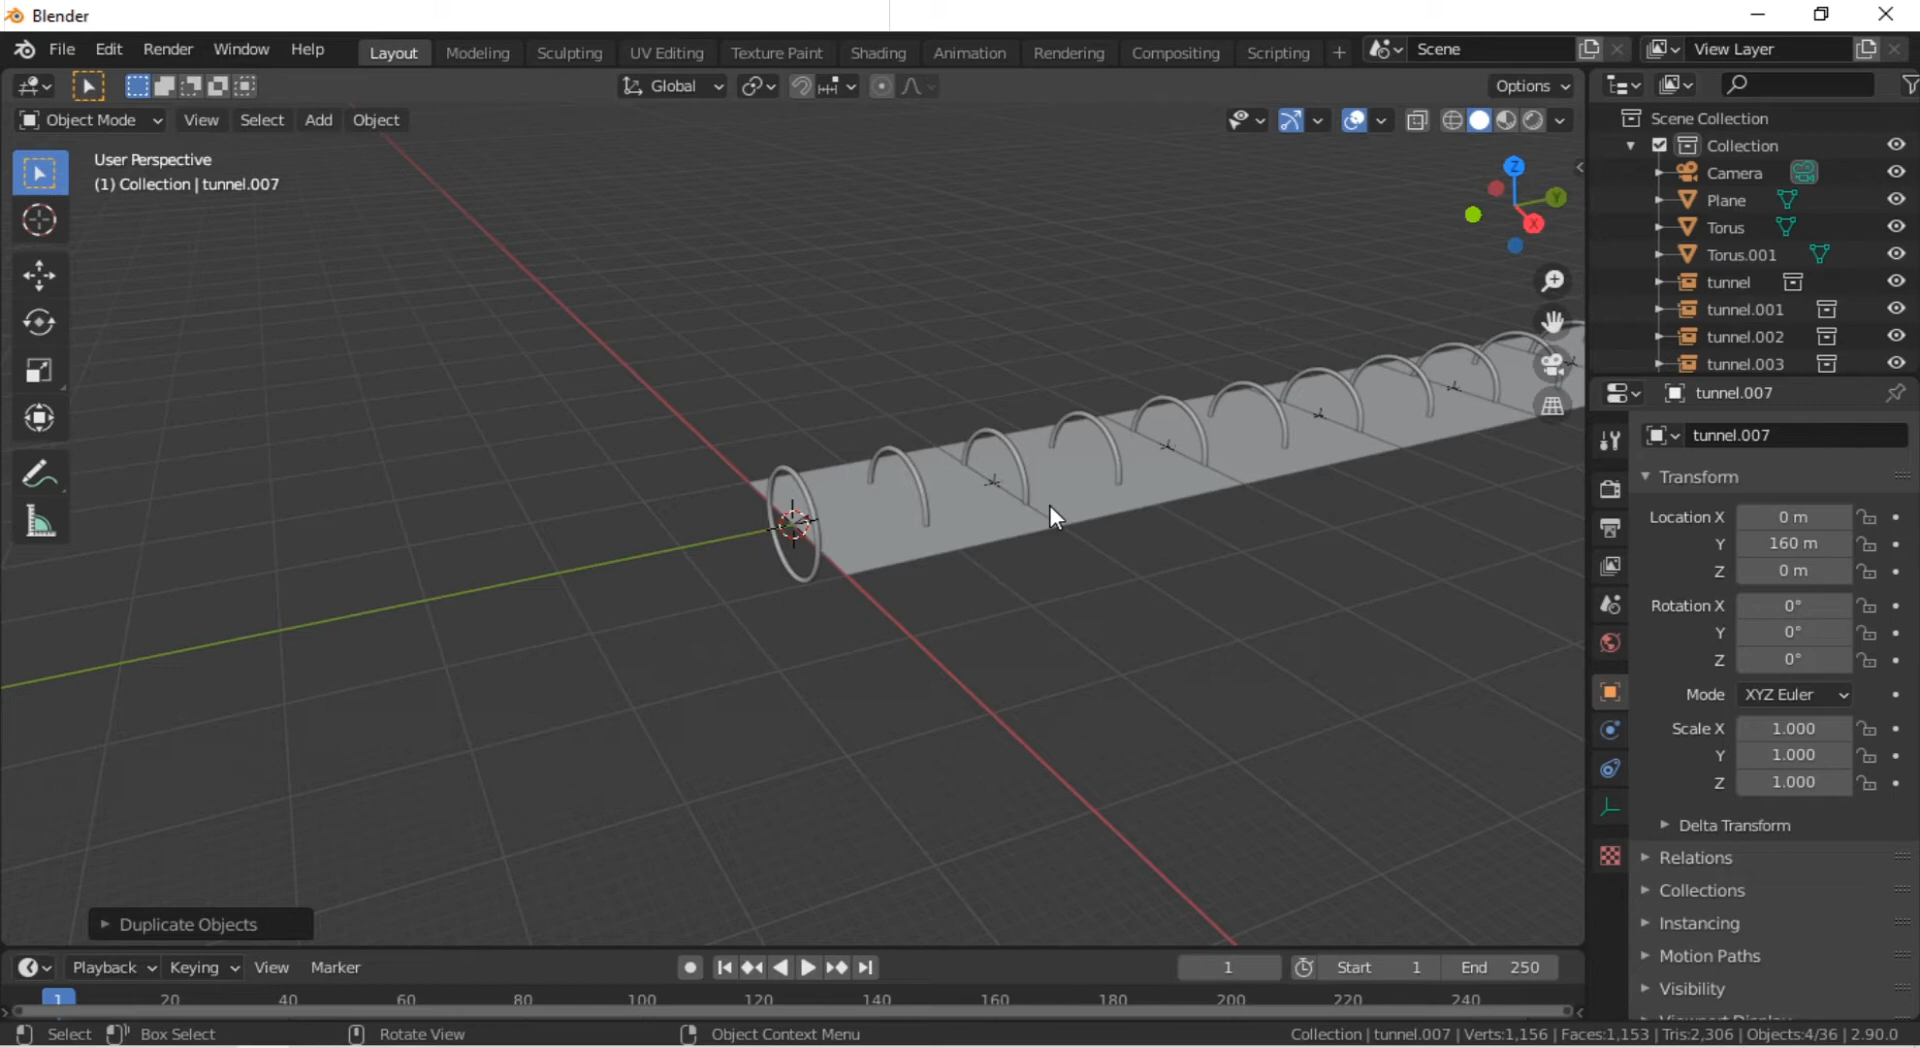 Blender
File Edit Render Window Help Layout Modeling Sculpting UV Editing Texture Paint Shading Animation Rendering Compositing Scripting + Scene View Layer
Global Options
Object Mode View Select Add Object
User Perspective
(1) Collection | tunnel.007
Z
Y
X
Scene Collection
Collection
Camera
Plane
Torus
Torus.001
tunnel
tunnel.001
tunnel.002
tunnel.003
tunnel.007
tunnel.007
Transform
Location X 0 m
Y 160 m
Z 0 m
Rotation X 0°
Y 0°
Z 0°
Mode XYZ Euler
Scale X 1.000
Y 1.000
Z 1.000
Delta Transform
Relations
Collections
Instancing
Motion Paths
Visibility
Duplicate Objects
Playback Keying View Marker 1 Start 1 End 250
1 20 40 60 80 100 120 140 160 180 200 220 240
Select Box Select Rotate View Object Context Menu Collection | tunnel.007 | Verts:1,156 | Faces:1,153 | Tris:2,306 | Objects:4/36 | 2.90.0